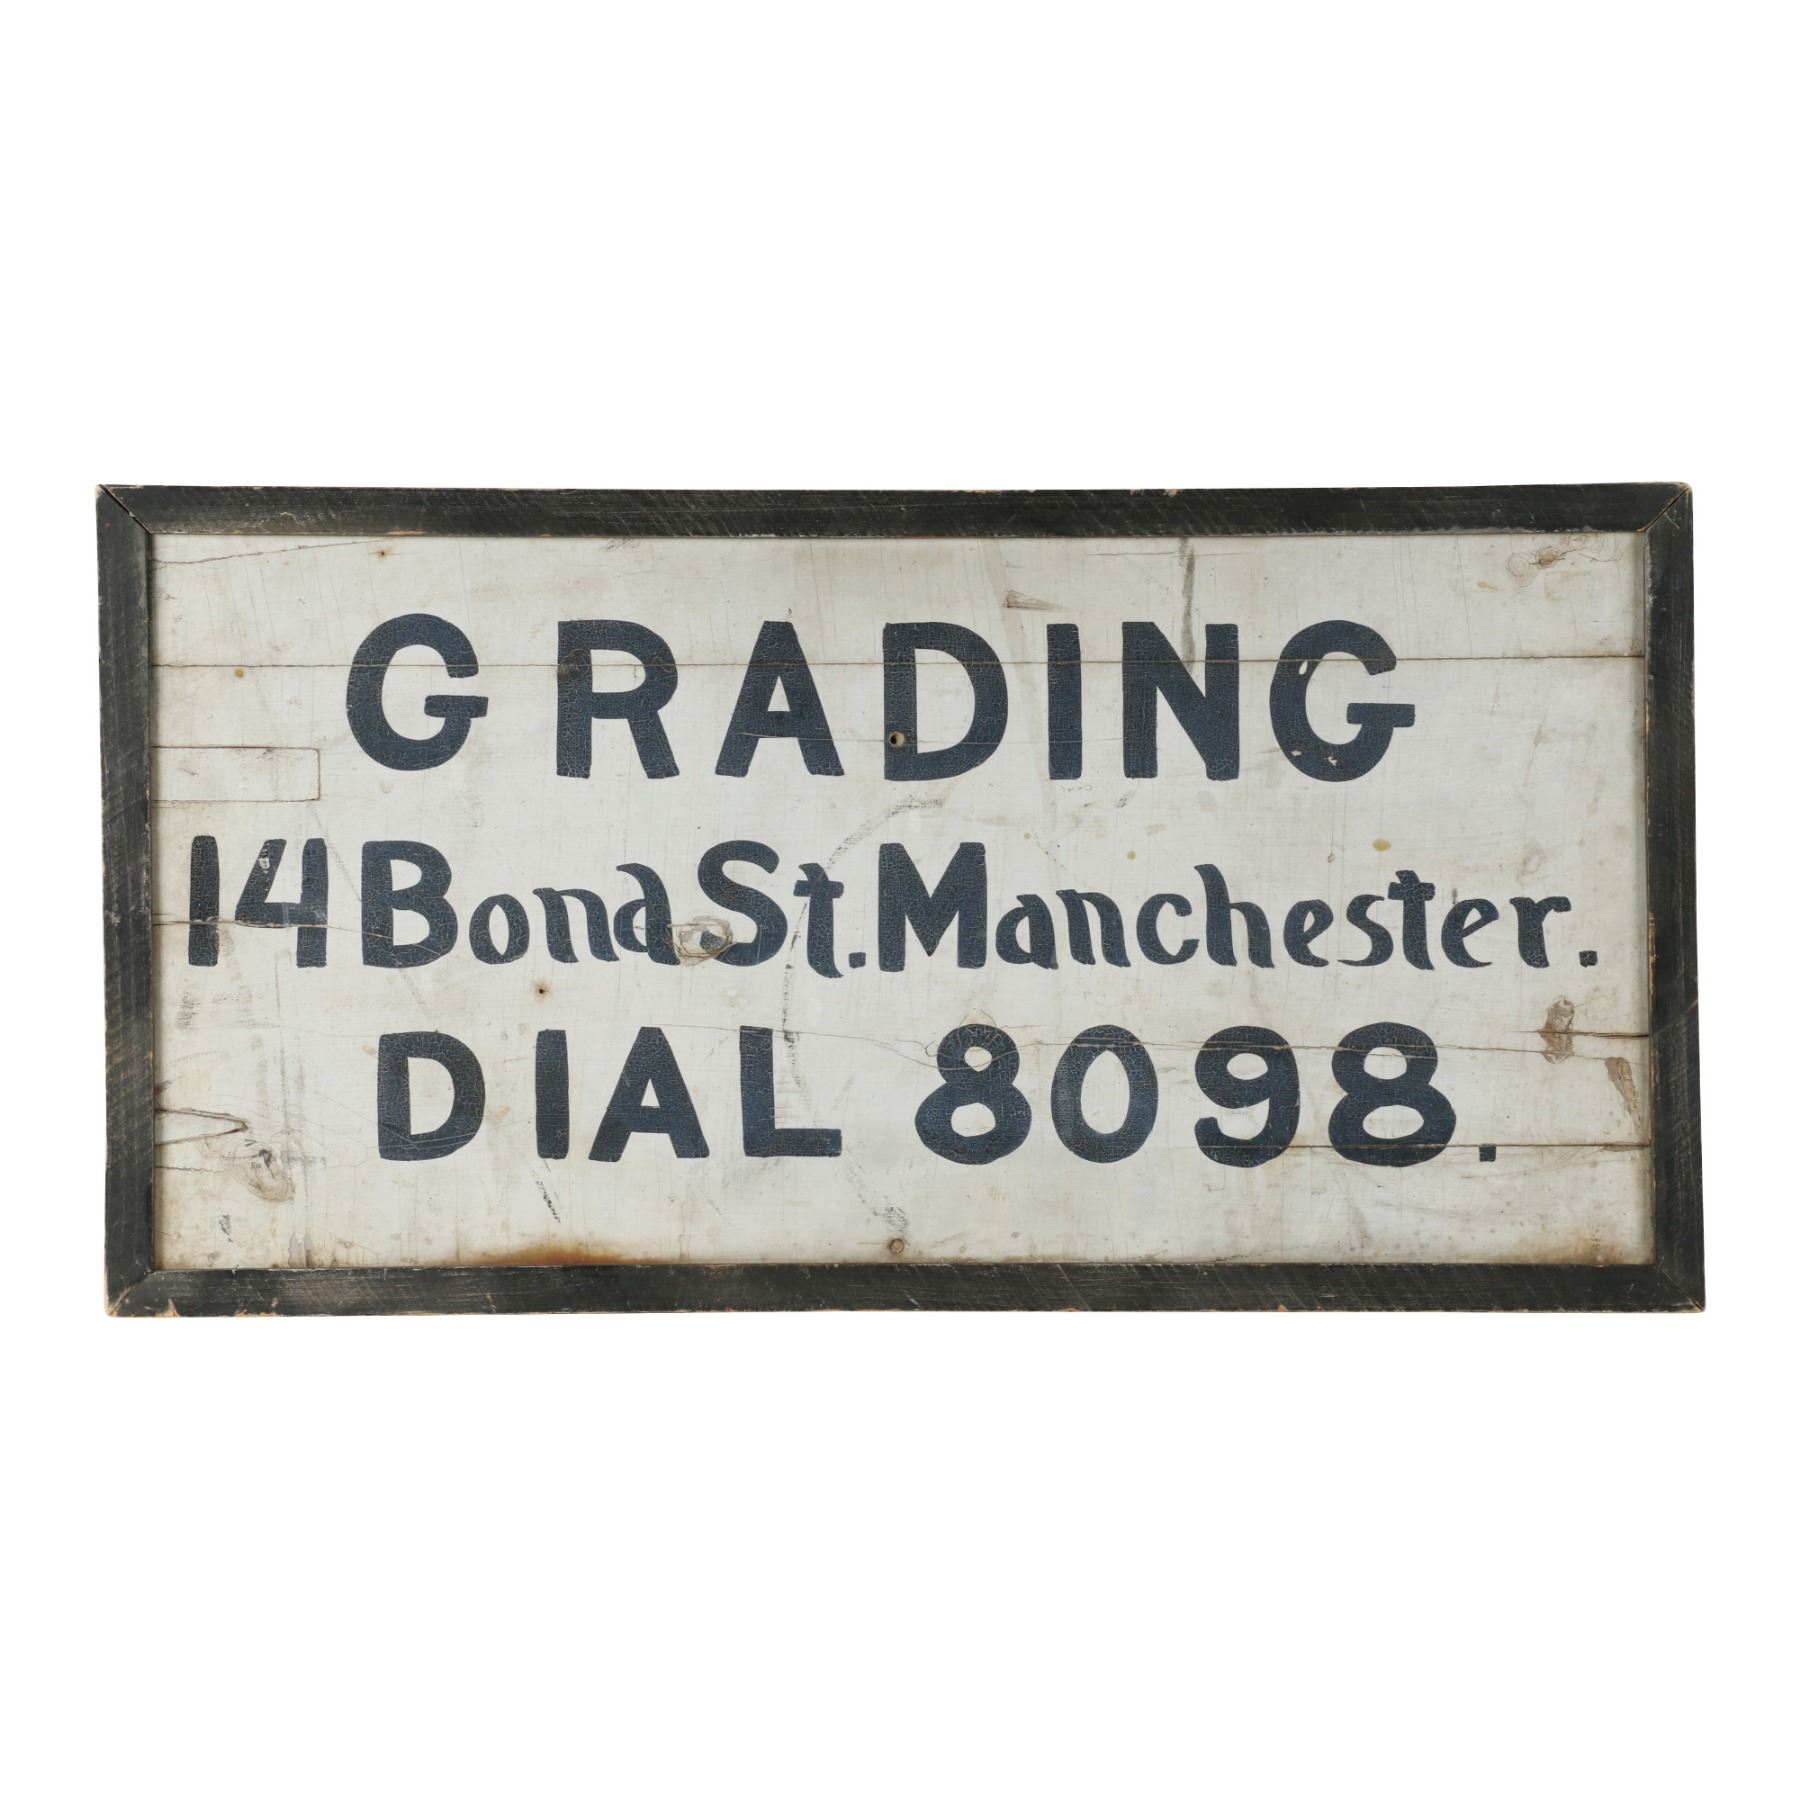 GRADING
14 Bond St. Manchester.
DIAL 8098.